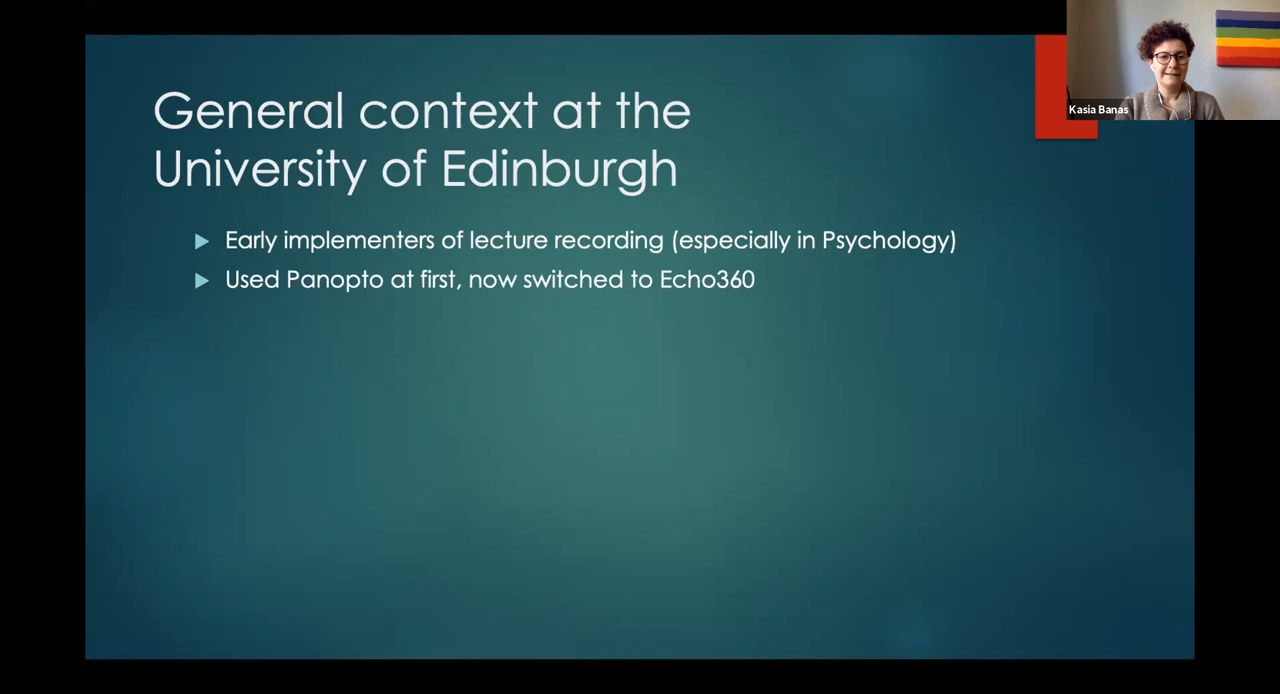 General context at the
University of Edinburgh
Early implementers of lecture recording (especially in Psychology)
Used Panopto at first, now switched to Echo360
Kasia Banas